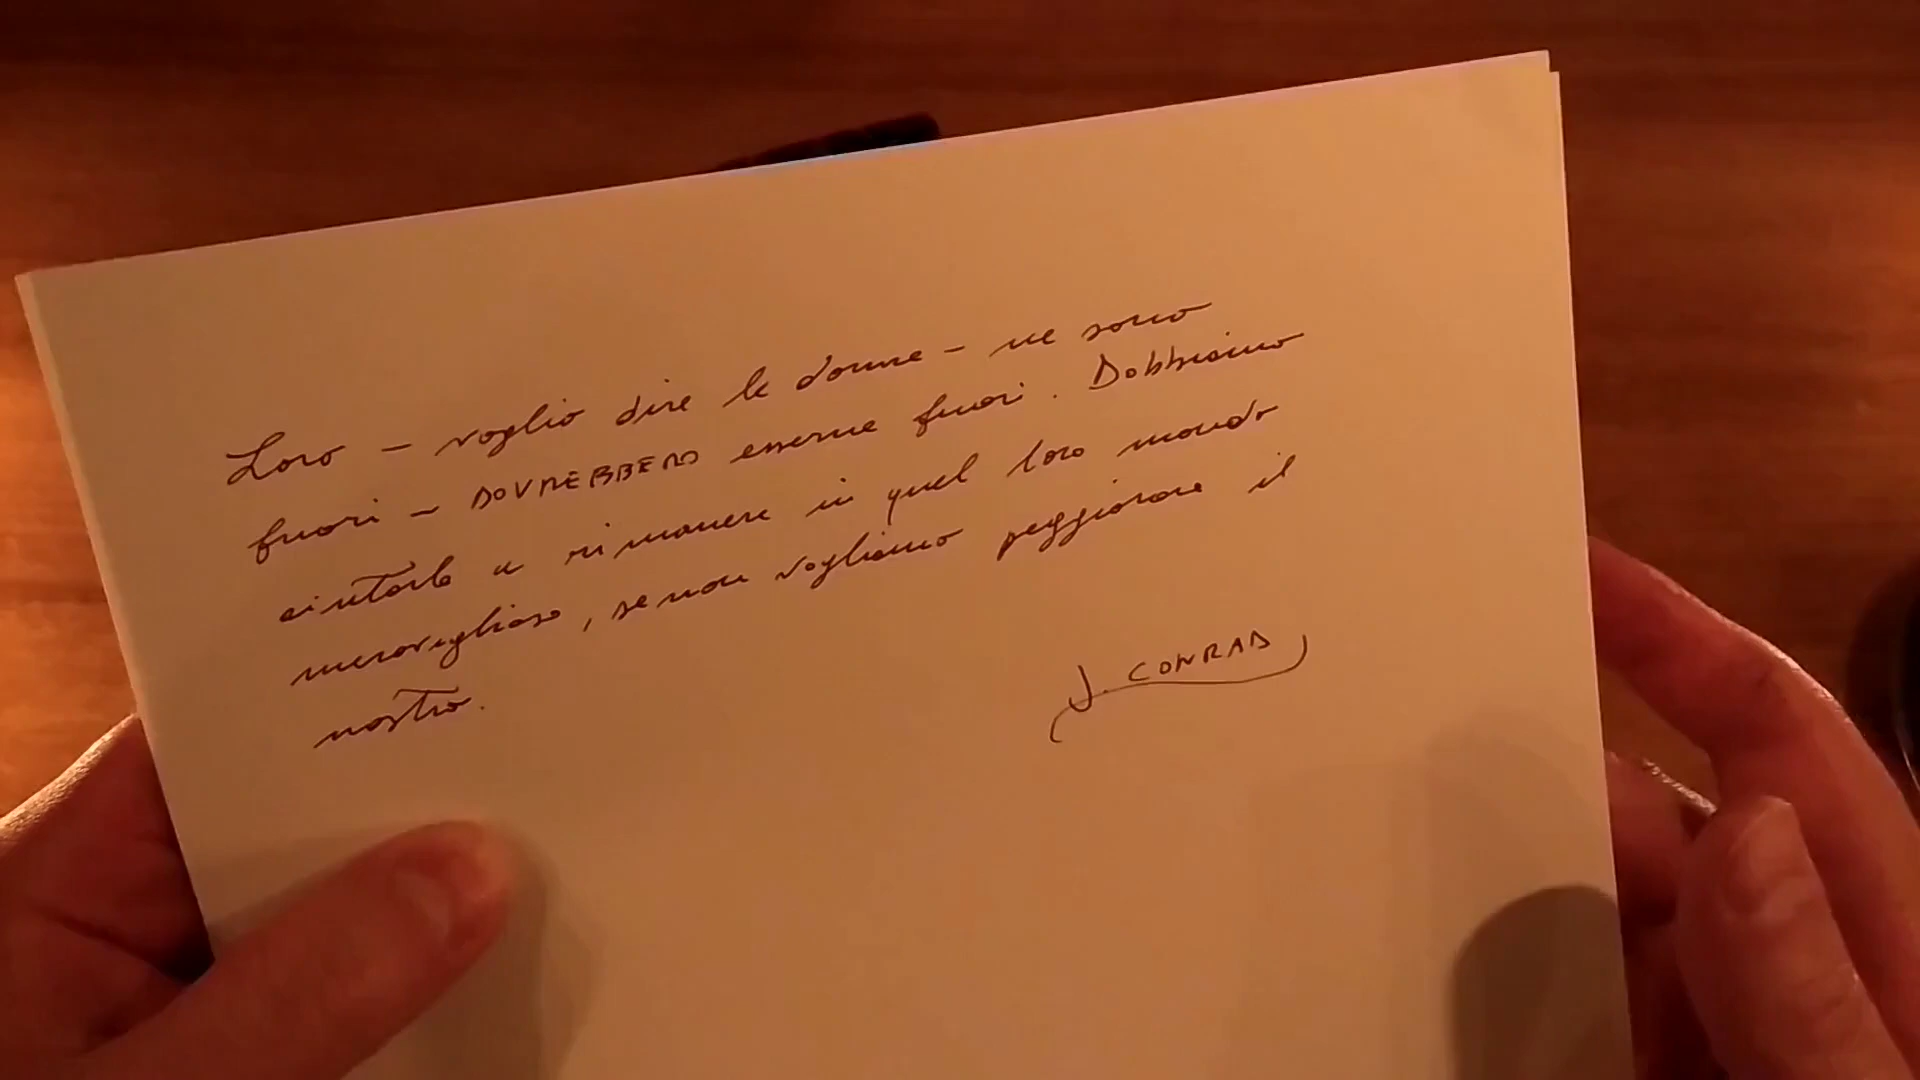 Loro - voglio dire le donne - ne sono
fuori - DOVREBBERO esserne fuori. Dobbiamo
aiutarle a rimanere in quel loro mondo
meraviglioso, se non vogliamo peggiorare il
nostro.
J. CONRAD